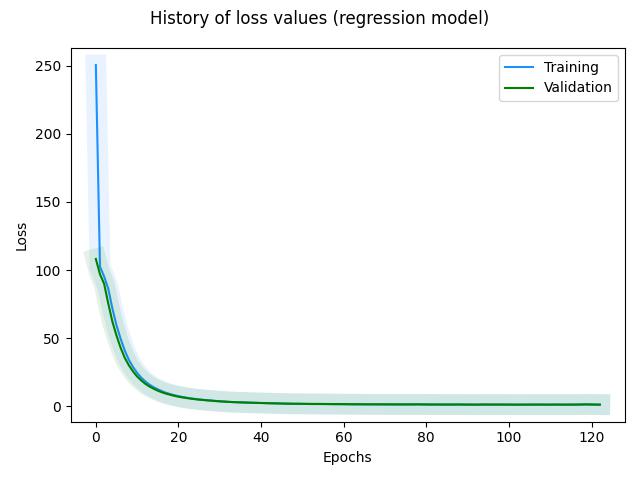 History of loss values (regression model)
Training
Validation
250
200
150
100
50
0
Loss
0 20 40 60 80 100 120
Epochs